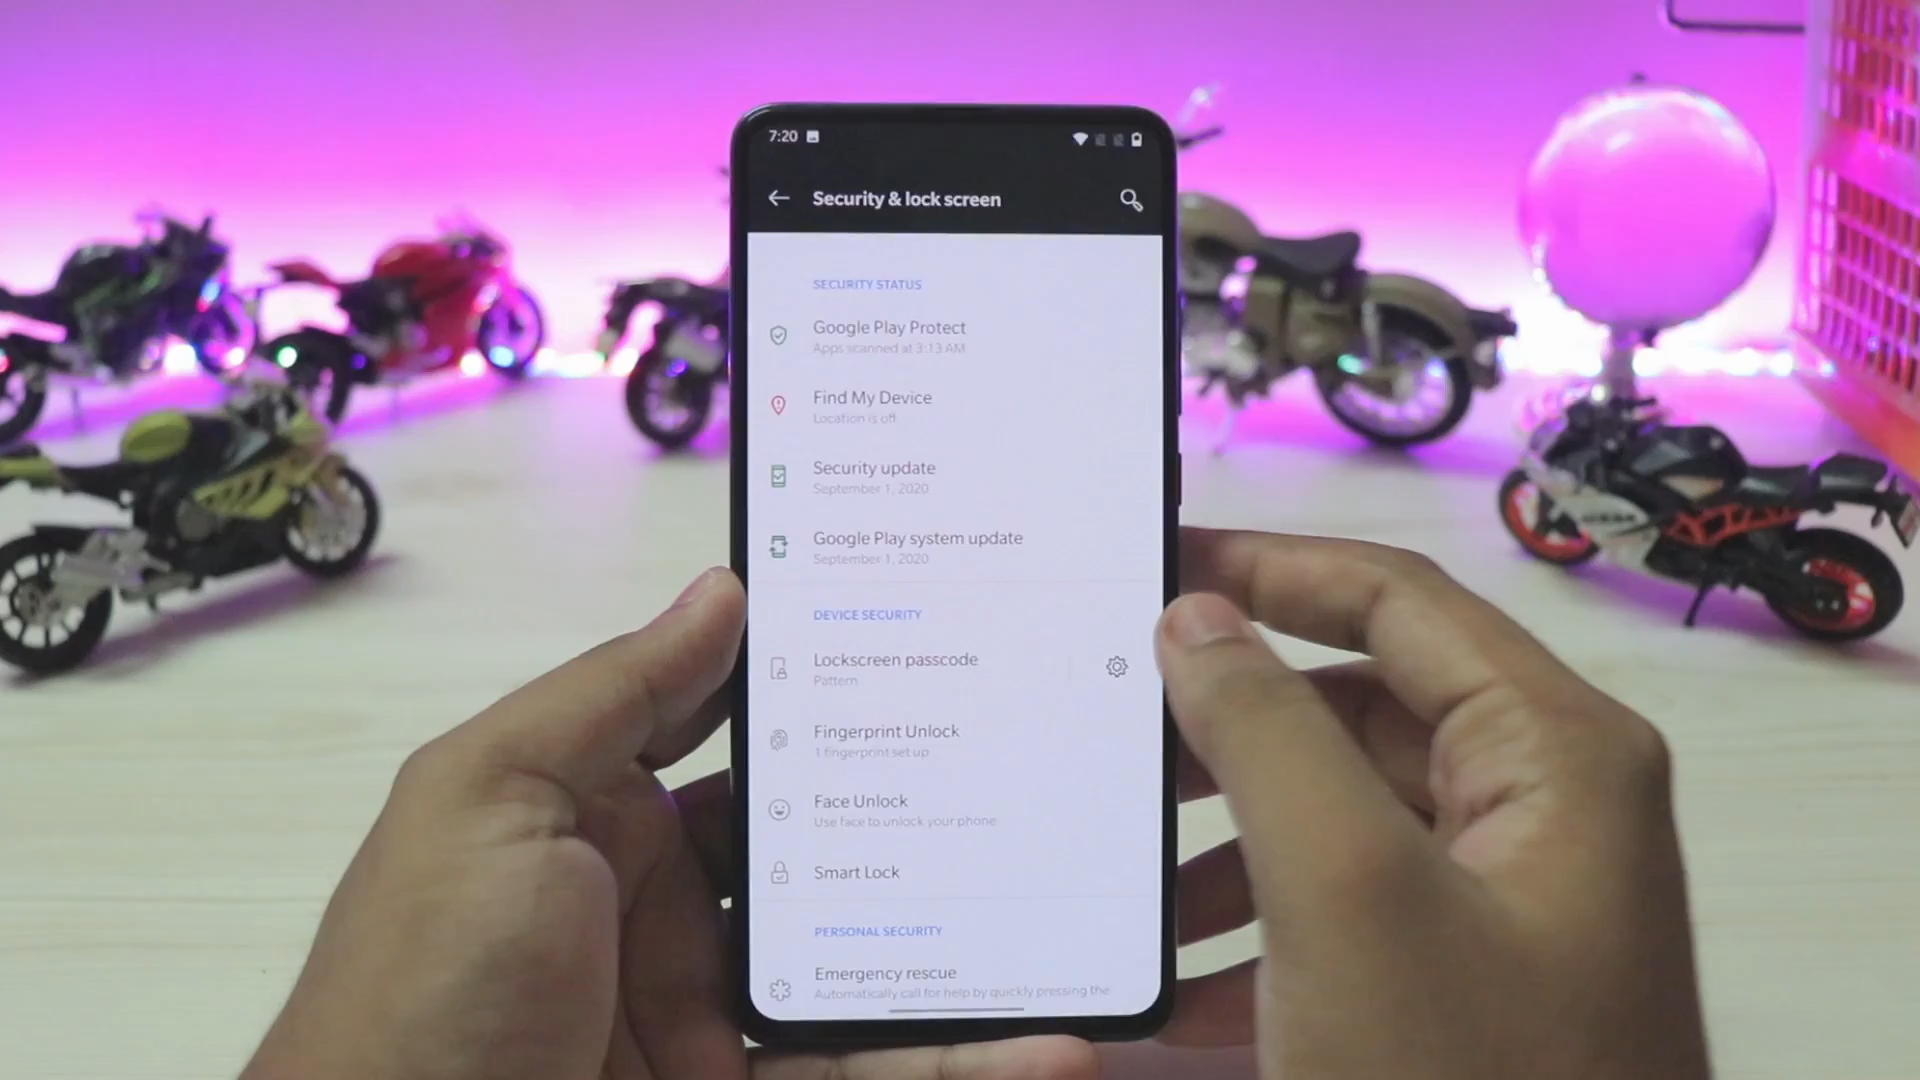 7:20
Security & lock screen
SECURITY STATUS
Google Play Protect
Apps scanned at 3:13 AM
Find My Device
Location is off
Security update
September 1, 2020
Google Play system update
September 1, 2020
DEVICE SECURITY
Lockscreen passcode
Pattern
Fingerprint Unlock
1 fingerprint set up
Face Unlock
Use face to unlock your phone
Smart Lock
PERSONAL SECURITY
Emergency rescue
Automatically call for help by quickly pressing the